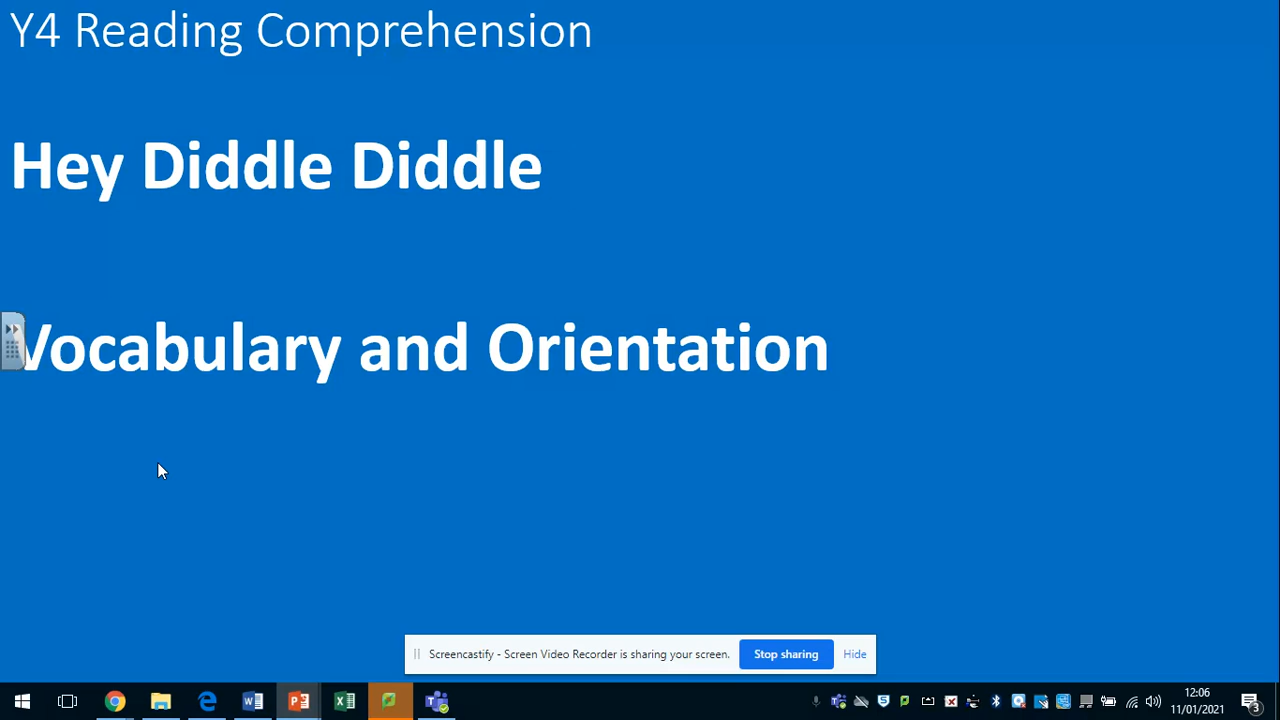 Y4 Reading Comprehension
Hey Diddle Diddle
Vocabulary and Orientation
Screencastify - Screen Video Recorder is sharing your screen. Stop sharing Hide
12:06
11/01/2021
3